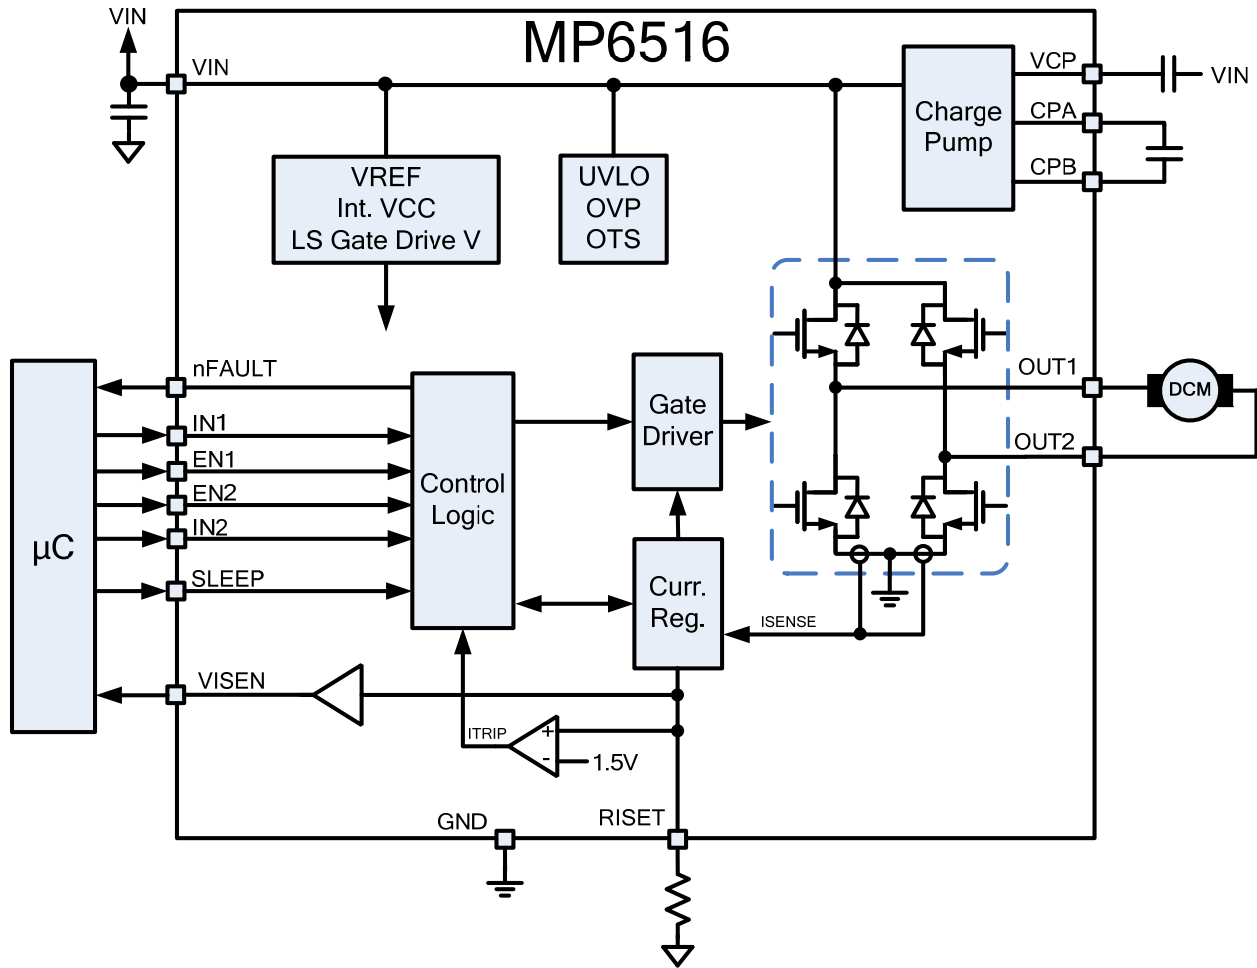 VIN
MP6516
VIN
VCP
VIN
Charge
Pump
CPA
CPB
VREF
Int. VCC
LS Gate Drive V
UVLO
OVP
OTS
nFAULT
OUT1
DCM
IN1
Gate
Driver
OUT2
EN1
EN2
Control
Logic
IN2
µC
SLEEP
Curr.
Reg.
ISENSE
VISEN
ITRIP
+
-
1.5V
GND
RISET